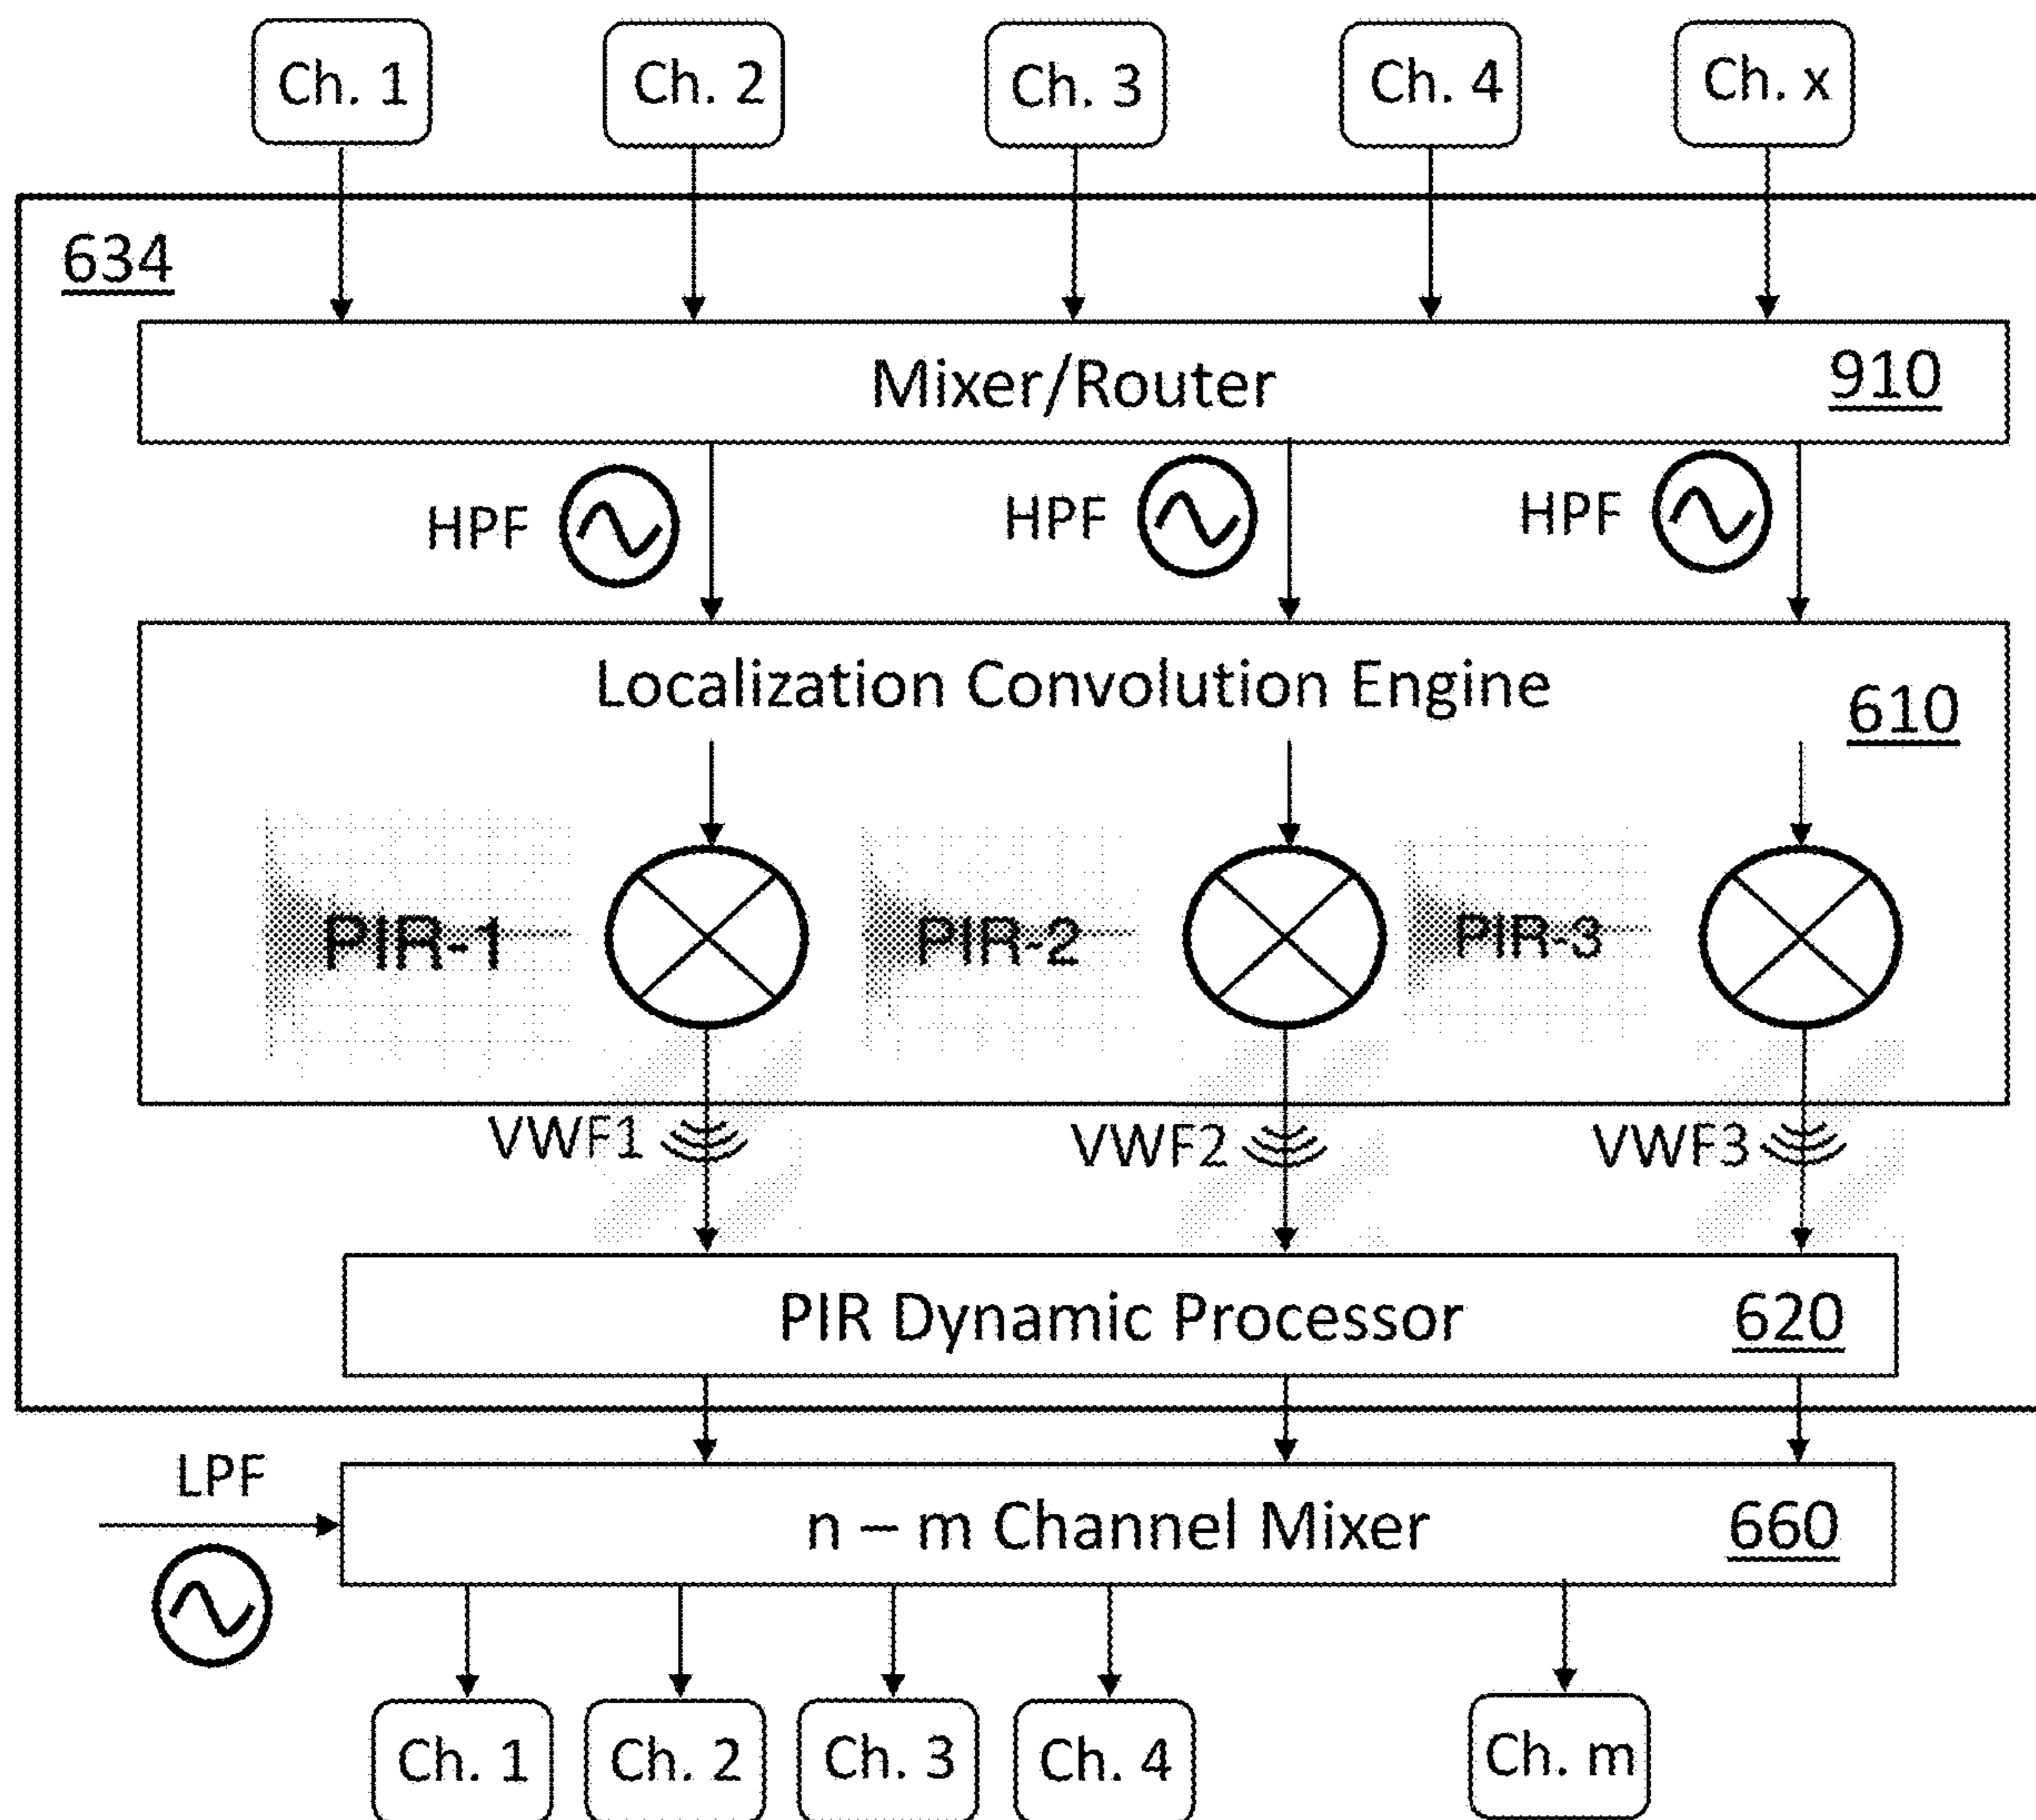 Ch. 1 Ch. 2 Ch. 3 Ch. 4 Ch. x
634
Mixer/Router 910
HPF HPF HPF
Localization Convolution Engine 610
PIR-1 PIR-2 PIR-3
VWF1 VWF2 VWF3
PIR Dynamic Processor 620
LPF
n – m Channel Mixer 660
Ch. 1 Ch. 2 Ch. 3 Ch. 4 Ch. m